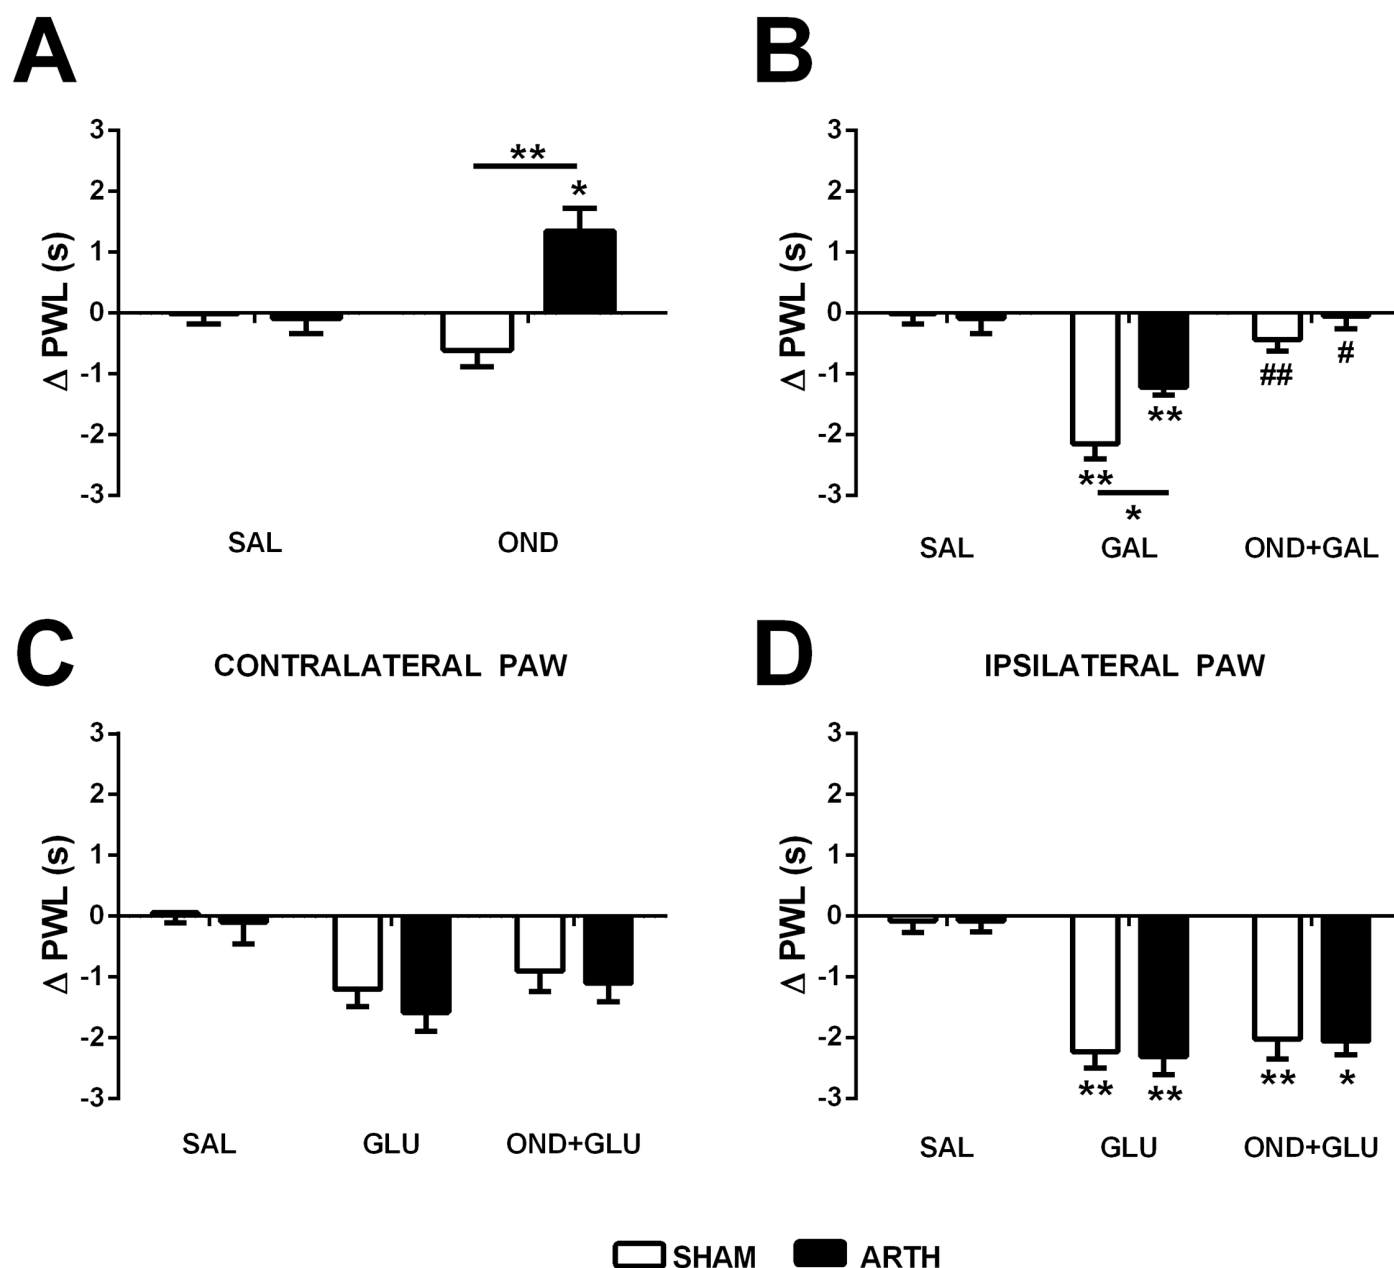 A
3
2
1
0
-1
-2
-3
Δ PWL (s)
**
*
SAL OND
B
3
2
1
0
-1
-2
-3
Δ PWL (s)
**
**
*
##
#
SAL GAL OND+GAL
C
CONTRALATERAL PAW
3
2
1
0
-1
-2
-3
Δ PWL (s)
SAL GLU OND+GLU
D
IPSILATERAL PAW
3
2
1
0
-1
-2
-3
Δ PWL (s)
** ** ** *
SAL GLU OND+GLU
SHAM ARTH